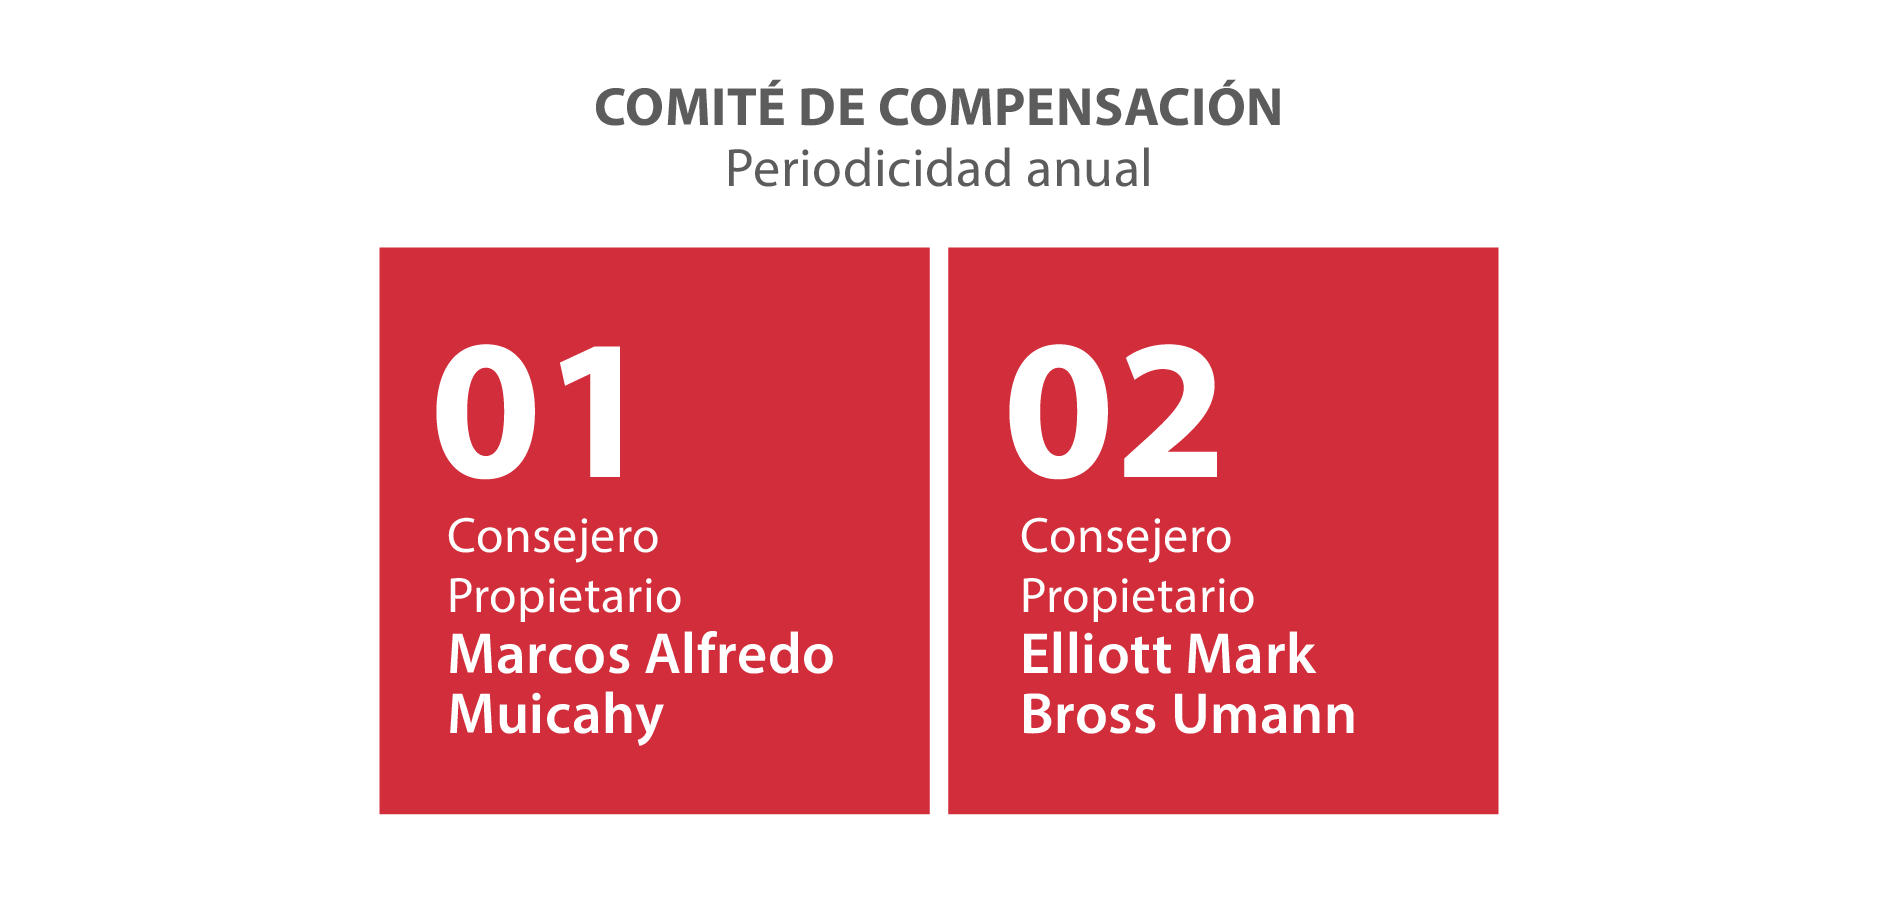 COMITÉ DE COMPENSACIÓN
Periodicidad anual
01
Consejero
Propietario
Marcos Alfredo
Muicahy
02
Consejero
Propietario
Elliott Mark
Bross Umann